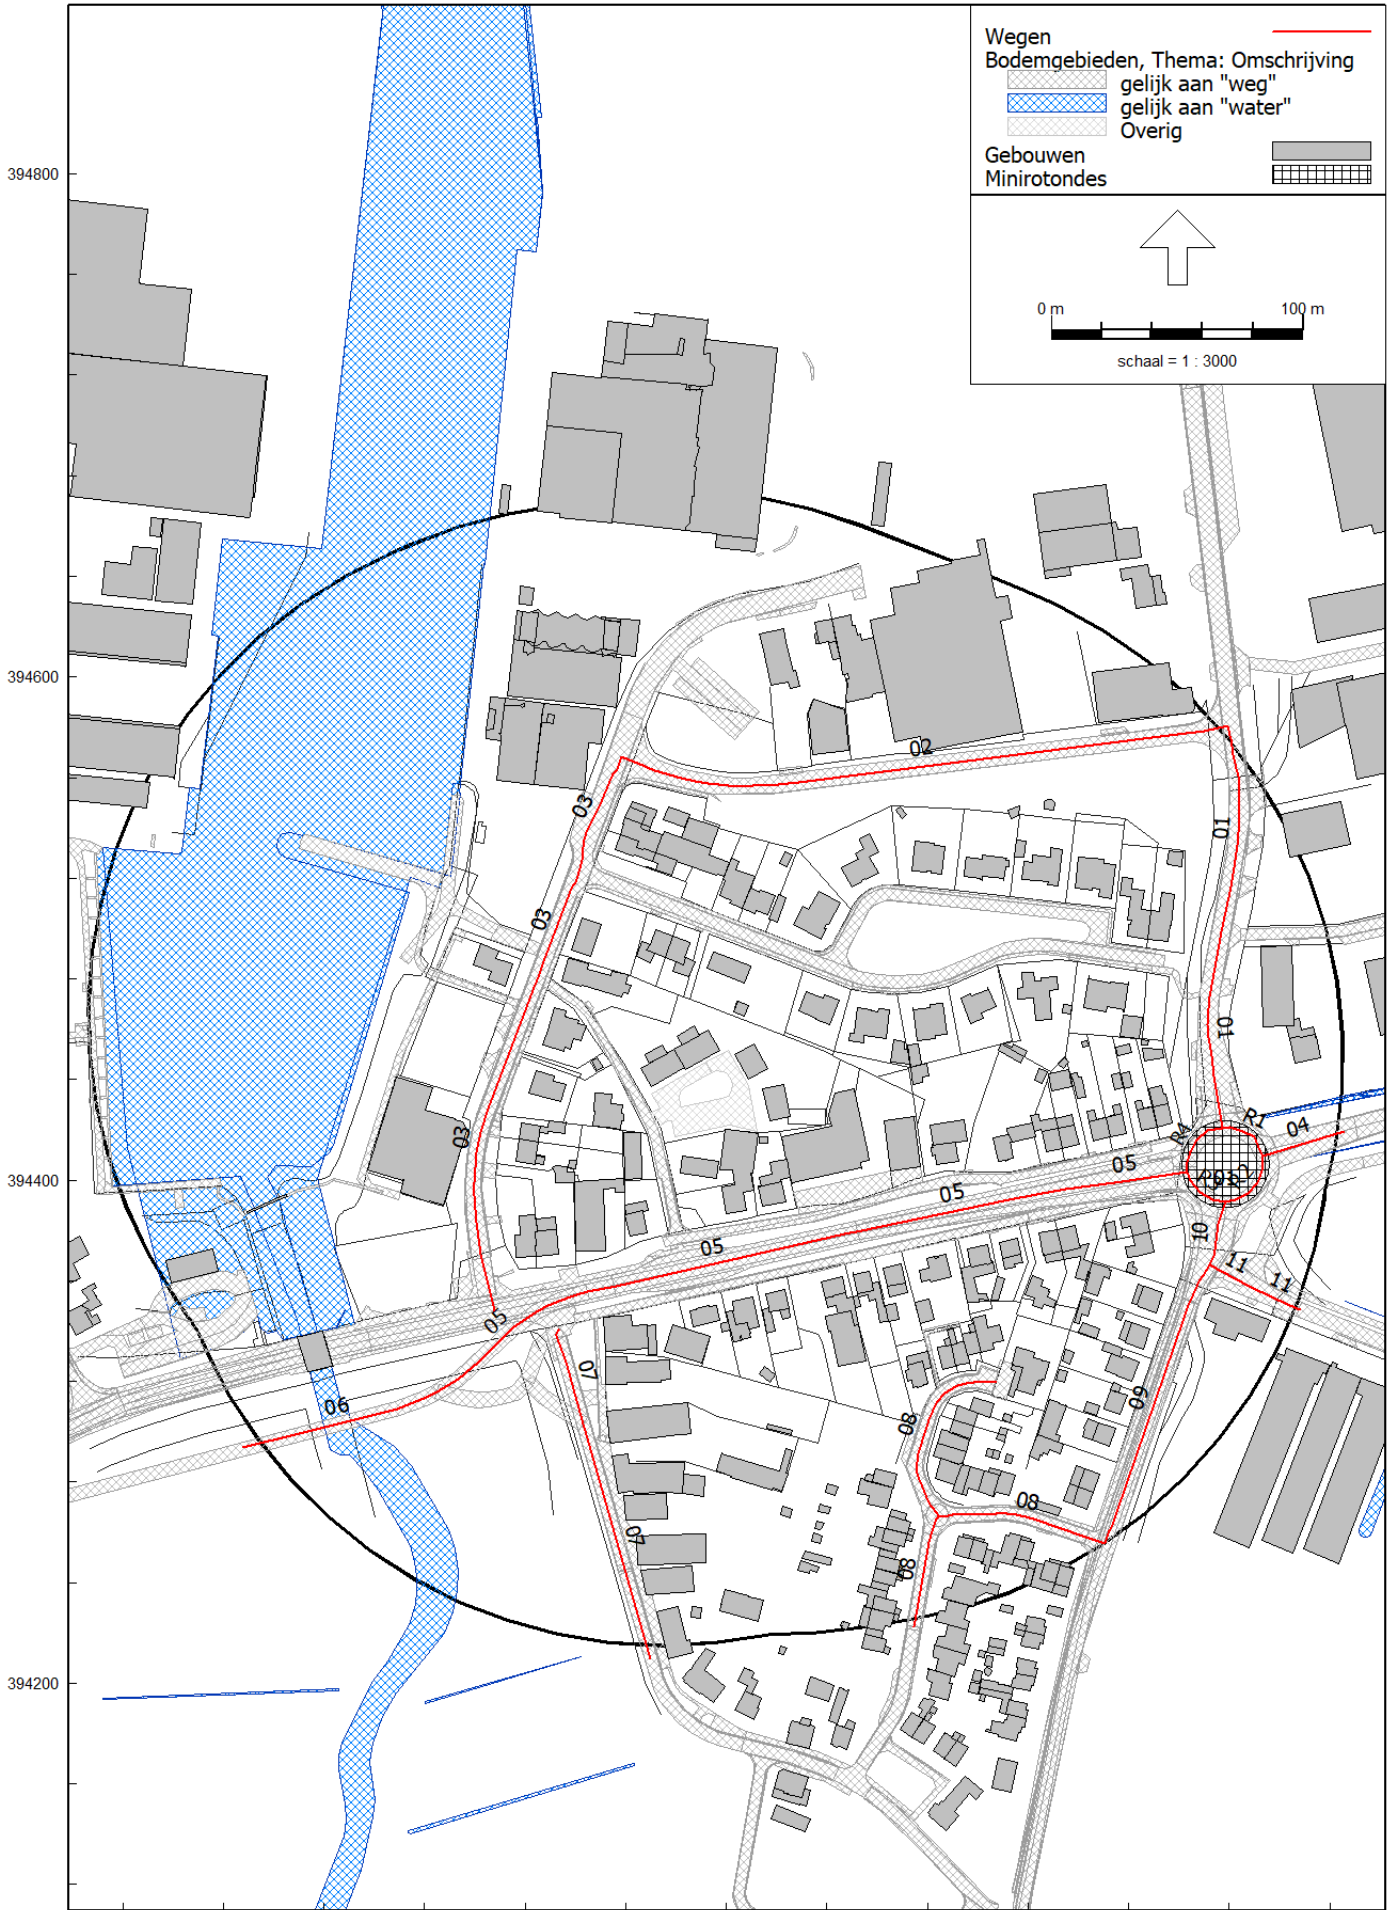 Wegen
Bodemgebieden, Thema: Omschrijving
gelijk aan "weg"
gelijk aan "water"
Overig
Gebouwen
Minirotondes
0 m 100 m
schaal = 1 : 3000
394800
394600
394400
394200
02
03
01
03
01
03
R1
R4
04
05
05
05
05
10
11
11
06
07
09
08
08
07
08